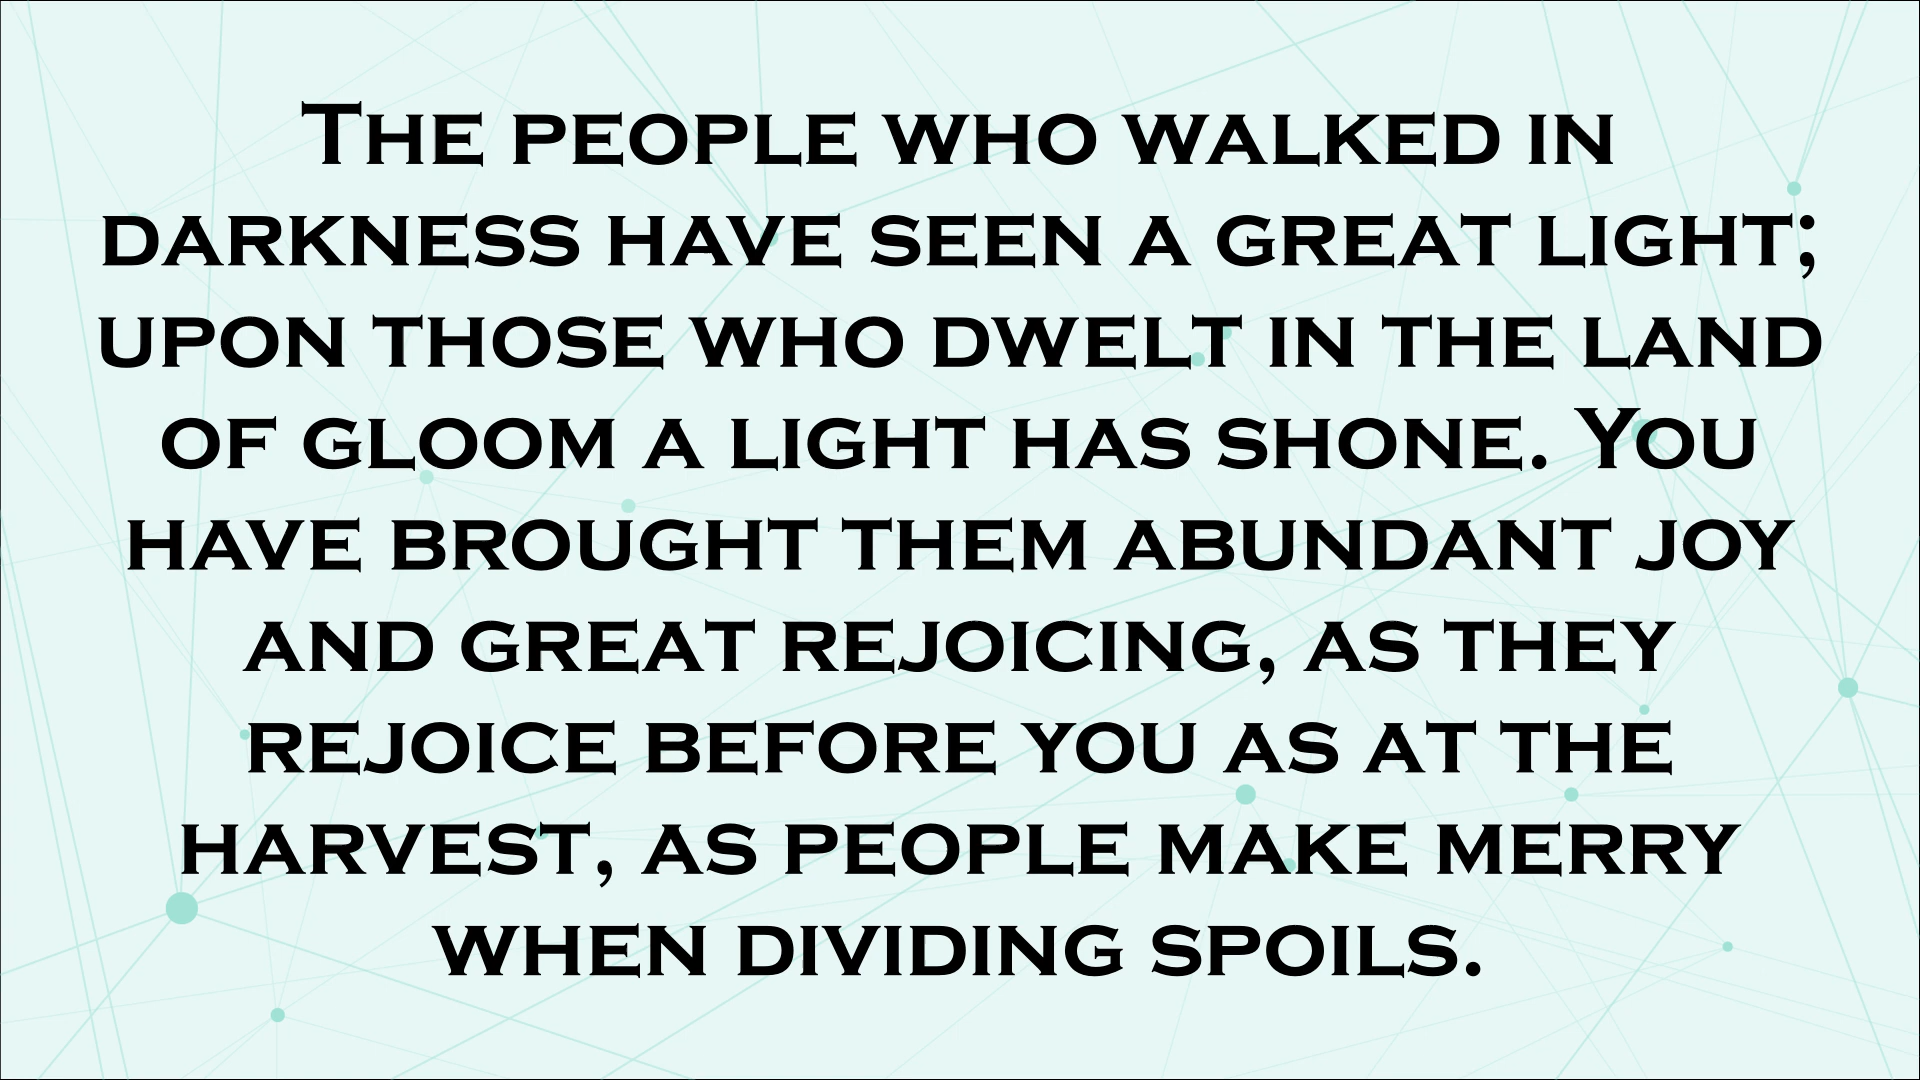 The people who walked in
darkness have seen a great light;
upon those who dwelt in the land
of gloom a light has shone. You
have brought them abundant joy
and great rejoicing, as they
rejoice before you as at the
harvest, as people make merry
when dividing spoils.